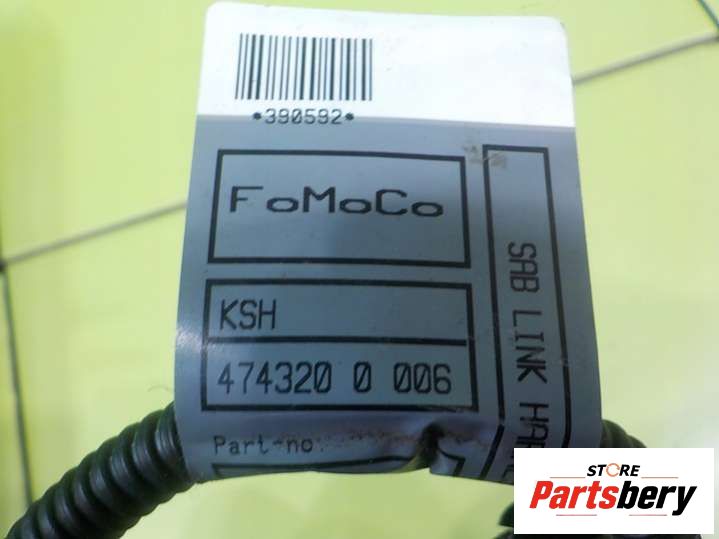 *390592*
FoMoCo
KSH
474320 0 006
Part-no.
SAB LINK
STORE
Partsbery